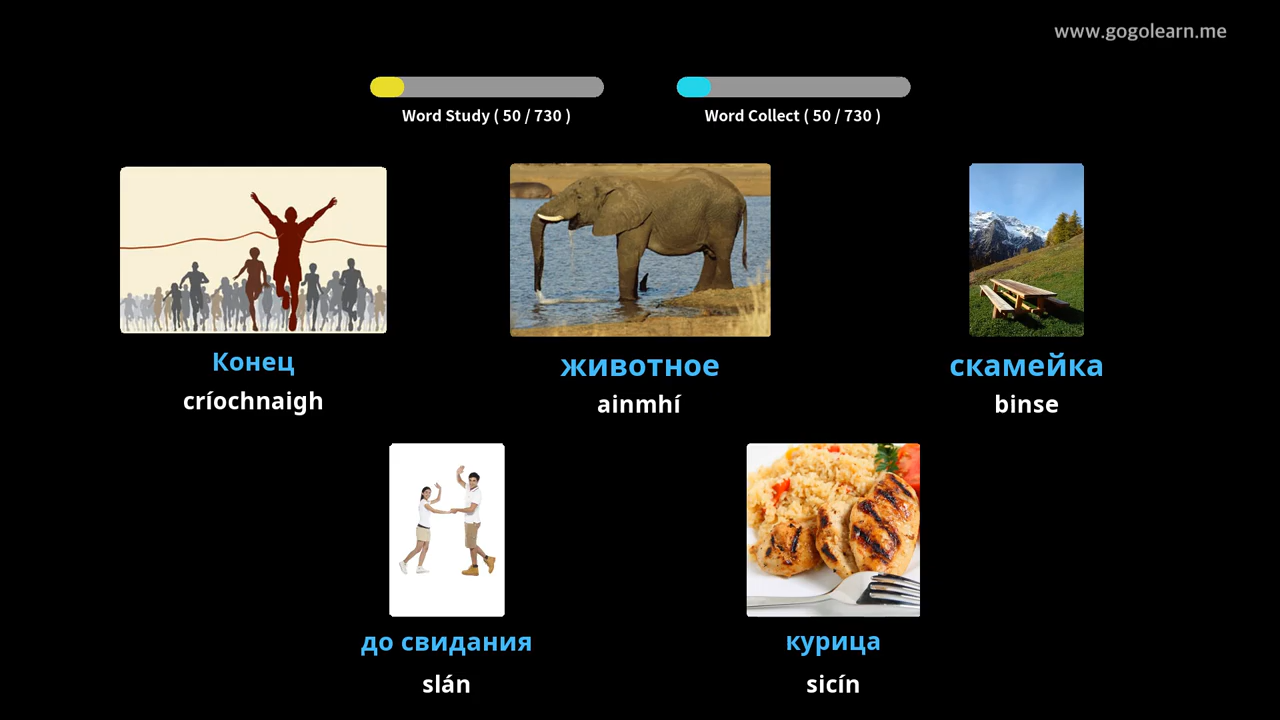 www.gogolearn.me
Word Study ( 50 / 730 )
Word Collect ( 50 / 730 )
Конец
críochnaigh
животное
ainmhí
скамейка
binse
до свидания
slán
курица
sicín